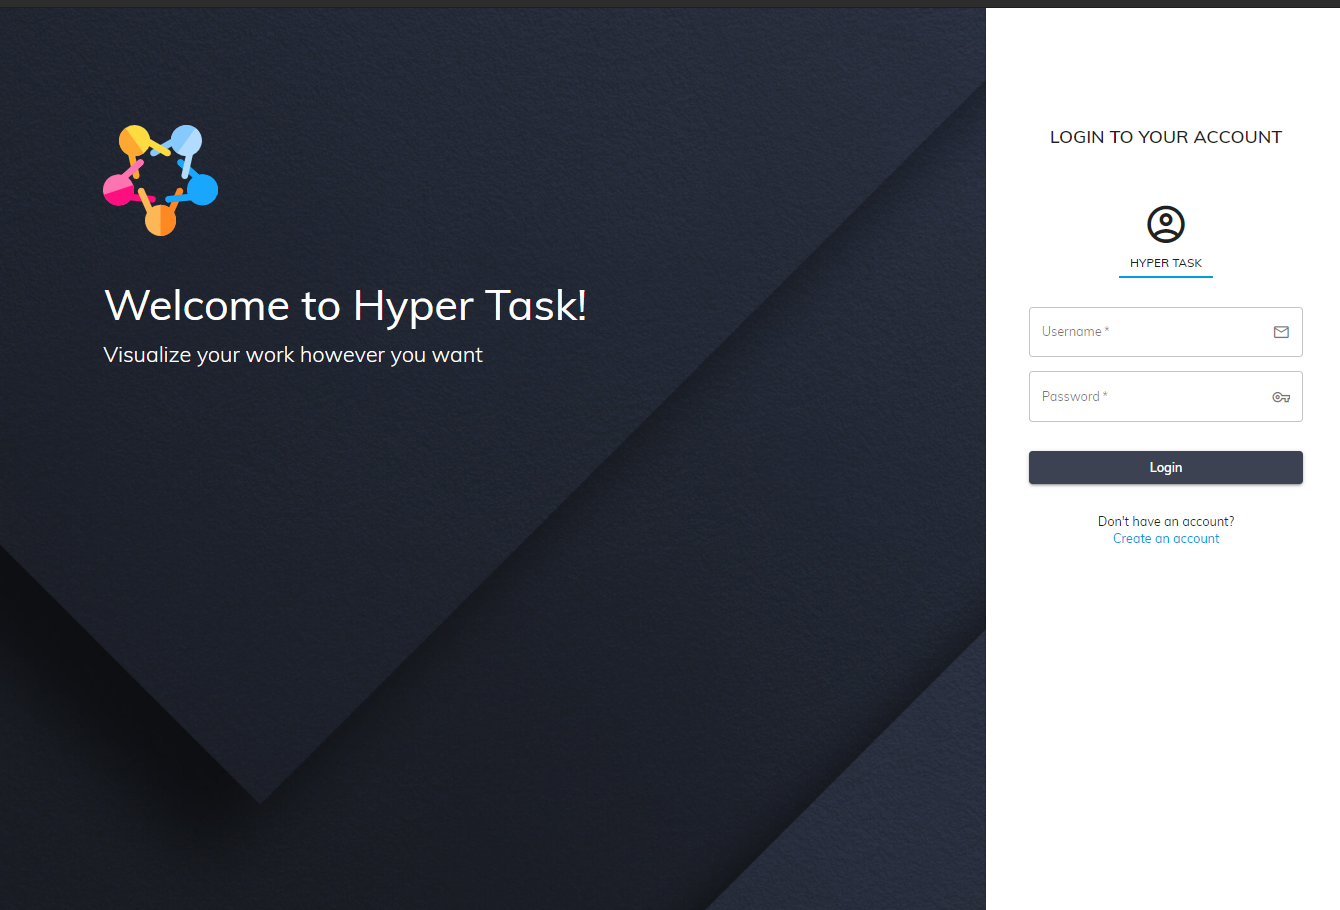 Welcome to Hyper Task!
Visualize your work however you want
LOGIN TO YOUR ACCOUNT
HYPER TASK
Username *
Password *
Login
Don't have an account?
Create an account